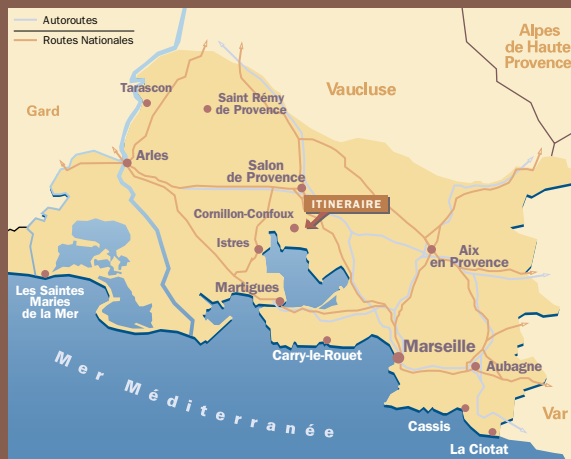 Autoroutes
Routes Nationales
Alpes
de Haute
Provence
Tarascon
Saint Rémy
de Provence
Vaucluse
Gard
Arles
Salon
de Provence
ITINERAIRE
Cornillon-Confoux
Istres
Aix
en Provence
Les Saintes
Maries
de la Mer
Martigues
Carry-le-Rouet
Marseille
Aubagne
Mer Méditerranée
Cassis
Var
La Ciotat